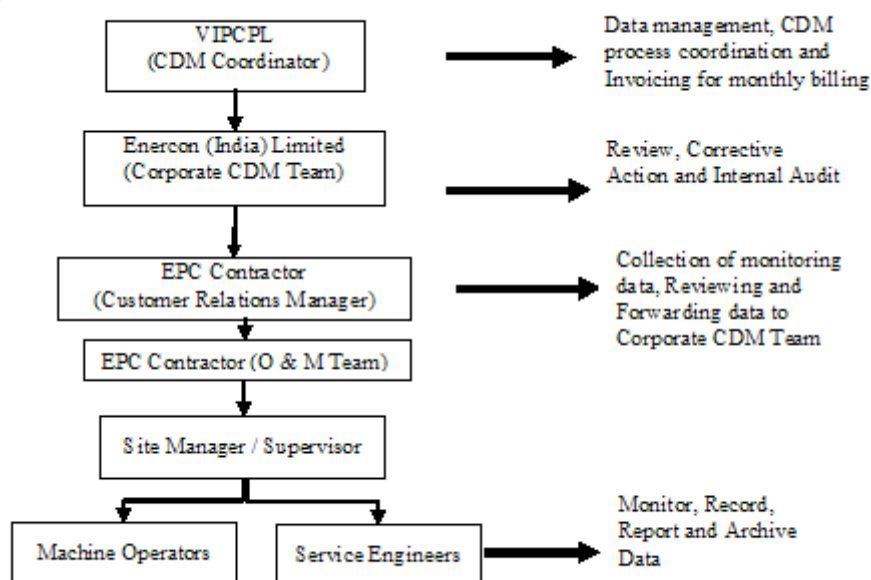 VIPCPL
(CDM Coordinator)
Data management, CDM
process coordination and
Invoicing for monthly billing
Enercon (India) Limited
(Corporate CDM Team)
Review, Corrective
Action and Internal Audit
EPC Contractor
(Customer Relations Manager)
Collection of monitoring
data, Reviewing and
Forwarding data to
Corporate CDM Team
EPC Contractor (O & M Team)
Site Manager / Supervisor
Machine Operators
Service Engineers
Monitor, Record,
Report and Archive
Data